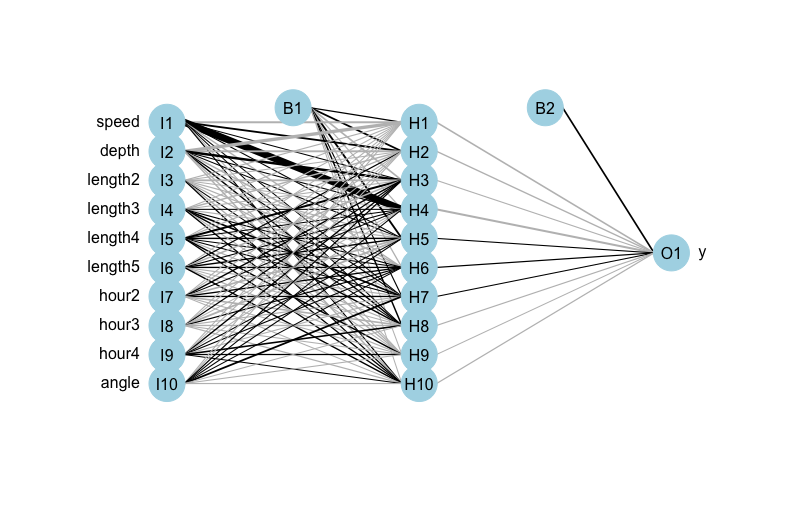 B1 B2
speed I1 H1
depth I2 H2
length2 I3 H3
length3 I4 H4
length4 I5 H5
O1 y
length5 I6 H6
hour2 I7 H7
hour3 I8 H8
hour4 I9 H9
angle I10 H10